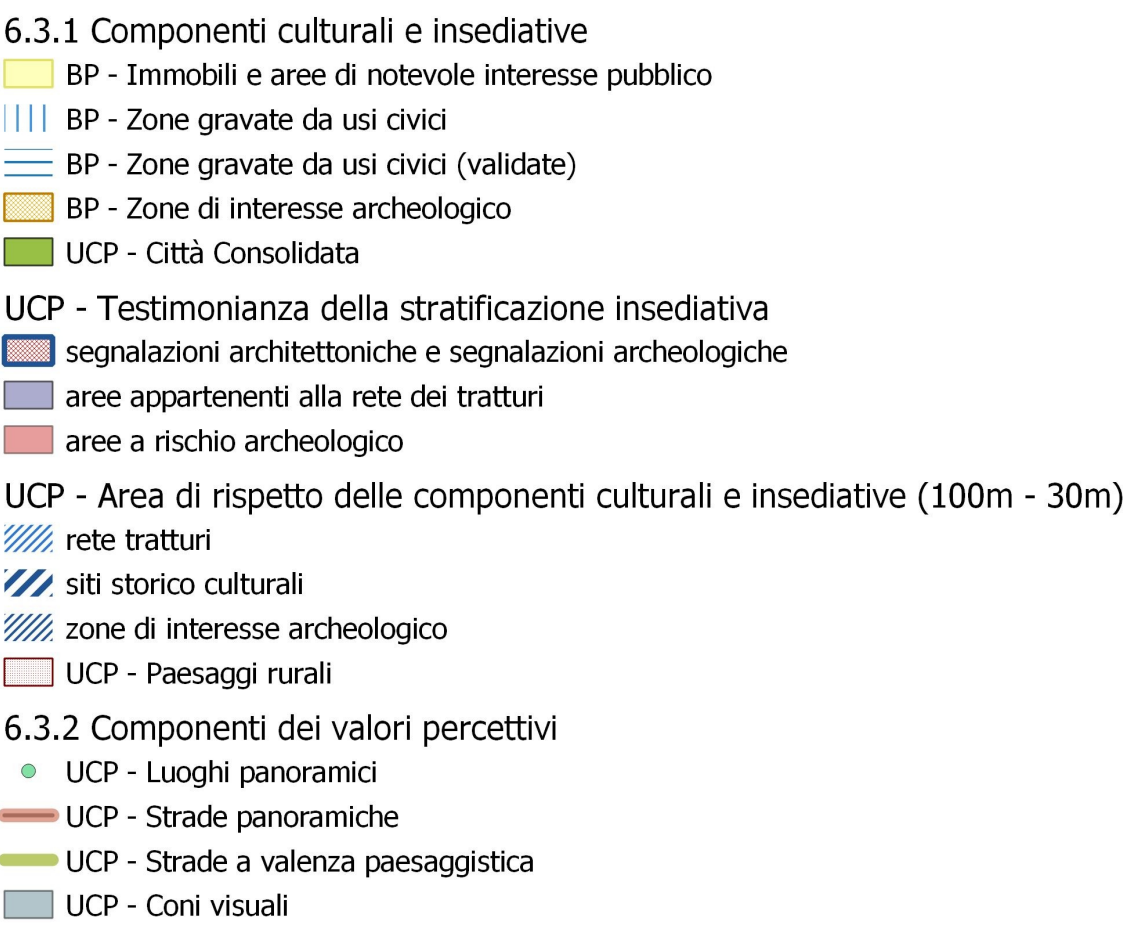 6.3.1 Componenti culturali e insediative
BP - Immobili e aree di notevole interesse pubblico
BP - Zone gravate da usi civici
BP - Zone gravate da usi civici (validate)
BP - Zone di interesse archeologico
UCP - Città Consolidata
UCP - Testimonianza della stratificazione insediativa
segnalazioni architettoniche e segnalazioni archeologiche
aree appartenenti alla rete dei tratturi
aree a rischio archeologico
UCP - Area di rispetto delle componenti culturali e insediative (100m - 30m)
rete tratturi
siti storico culturali
zone di interesse archeologico
UCP - Paesaggi rurali
6.3.2 Componenti dei valori percettivi
UCP - Luoghi panoramici
UCP - Strade panoramiche
UCP - Strade a valenza paesaggistica
UCP - Coni visuali